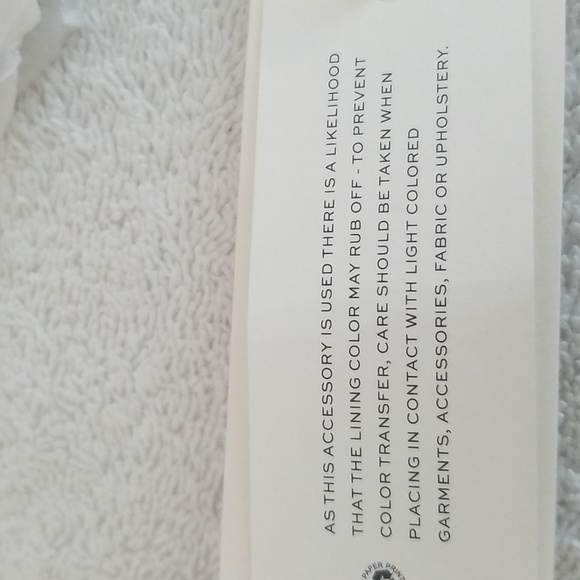 AS THIS ACCESSORY IS USED THERE IS A LIKELIHOOD
THAT THE LINING COLOR MAY RUB OFF - TO PREVENT
COLOR TRANSFER, CARE SHOULD BE TAKEN WHEN
PLACING IN CONTACT WITH LIGHT COLORED
GARMENTS, ACCESSORIES, FABRIC OR UPHOLSTERY.
PAPER